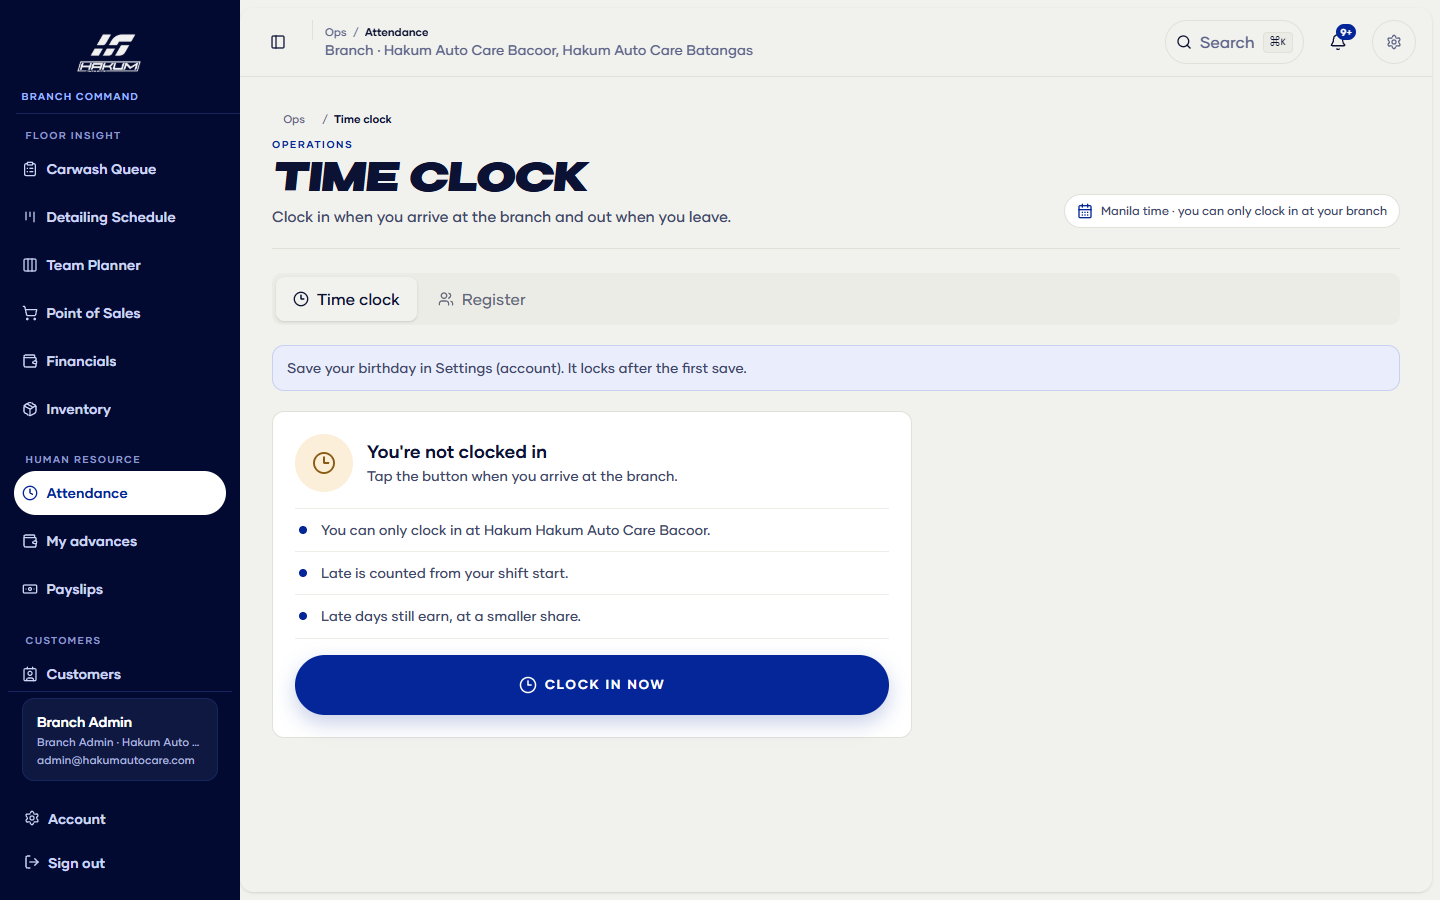 HAKUM
BRANCH COMMAND
FLOOR INSIGHT
Carwash Queue
Detailing Schedule
Team Planner
Point of Sales
Financials
Inventory
HUMAN RESOURCE
Attendance
My advances
Payslips
CUSTOMERS
Customers
Branch Admin
Branch Admin · Hakum Auto ...
admin@hakumautocare.com
Account
Sign out
Ops / Attendance
Branch · Hakum Auto Care Bacoor, Hakum Auto Care Batangas
Search ⌘K
9+
Ops / Time clock
OPERATIONS
TIME CLOCK
Clock in when you arrive at the branch and out when you leave.
Manila time · you can only clock in at your branch
Time clock
Register
Save your birthday in Settings (account). It locks after the first save.
You're not clocked in
Tap the button when you arrive at the branch.
You can only clock in at Hakum Hakum Auto Care Bacoor.
Late is counted from your shift start.
Late days still earn, at a smaller share.
CLOCK IN NOW